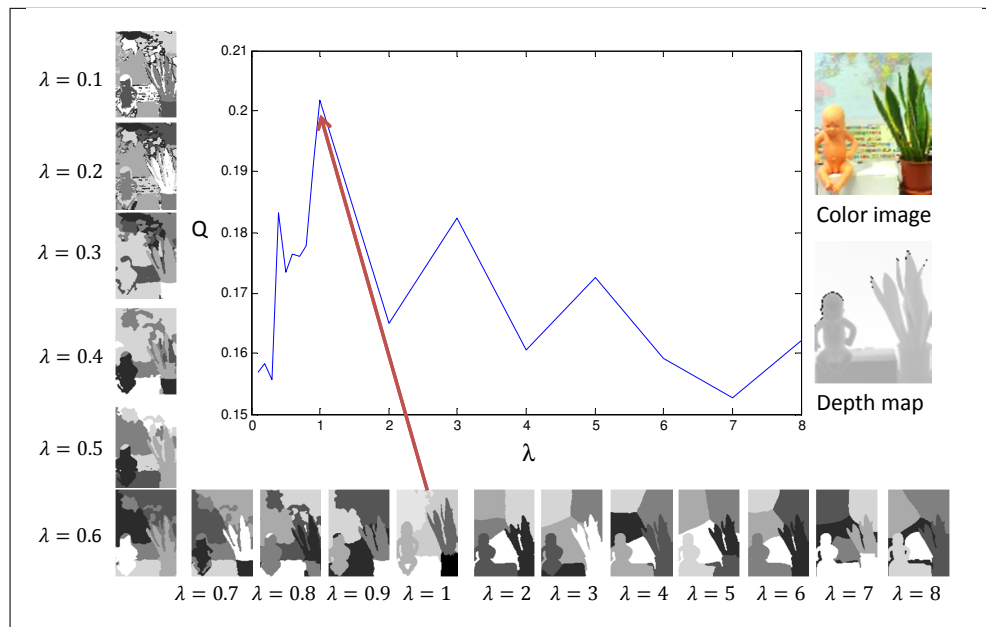 λ = 0.1
λ = 0.2
λ = 0.3
λ = 0.4
λ = 0.5
λ = 0.6
0.21
0.2
0.19
0.18
0.17
0.16
0.15
Q
0 1 2 3 4 5 6 7 8
λ
Color image
Depth map
λ = 0.7 λ = 0.8 λ = 0.9 λ = 1 λ = 2 λ = 3 λ = 4 λ = 5 λ = 6 λ = 7 λ = 8